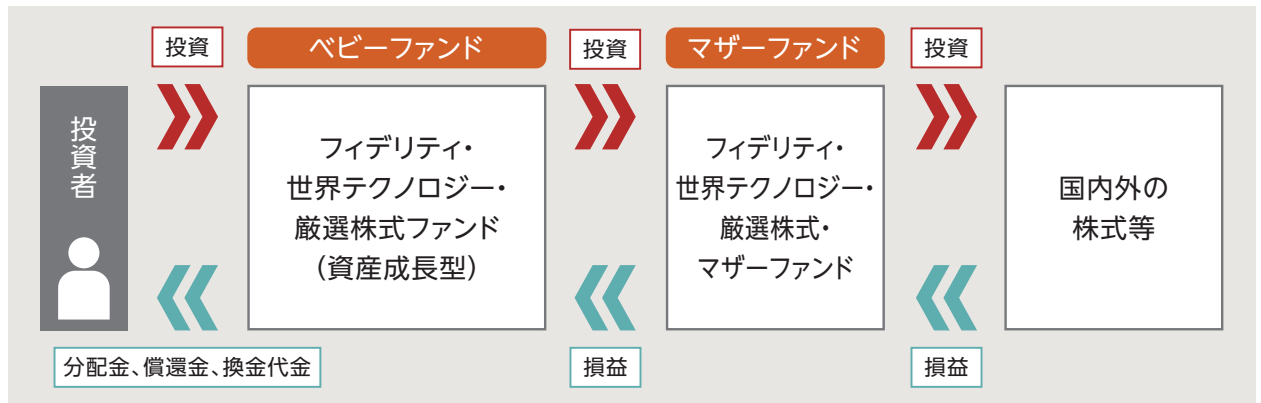 投資
ベビーファンド
投資
マザーファンド
投資
投資者
フィデリティ・
世界テクノロジー・
厳選株式ファンド
(資産成長型)
フィデリティ・
世界テクノロジー・
厳選株式・
マザーファンド
国内外の
株式等
分配金、償還金、換金代金
損益
損益